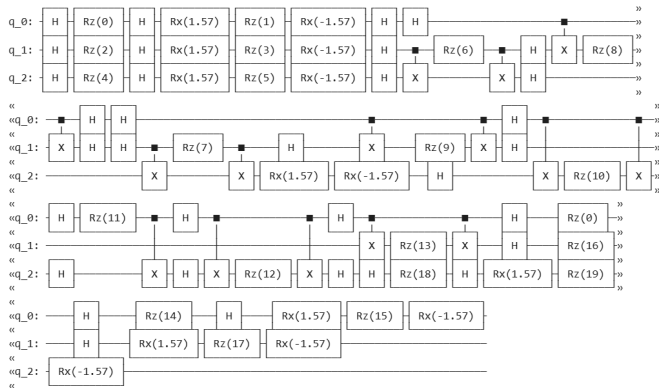 »
q_0: H Rz(0) H Rx(1.57) Rz(1) Rx(-1.57) H H »
q_1: H Rz(2) H Rx(1.57) Rz(3) Rx(-1.57) H Rz(6) H X Rz(8) »
q_2: H Rz(4) H Rx(1.57) Rz(5) Rx(-1.57) H X X H »
»
«
«q_0: H H H »
«q_1: X H H Rz(7) H X Rz(9) X H »
«q_2: X X Rx(1.57) Rx(-1.57) H X Rz(10) X »
«
«q_0: H Rz(11) H H H Rz(0) »
«q_1: X Rz(13) X H Rz(16) »
«q_2: H X H X Rz(12) X H H Rz(18) H Rx(1.57) Rz(19) »
« »
«
«q_0: H Rz(14) H Rx(1.57) Rz(15) Rx(-1.57)
«q_1: H Rx(1.57) Rz(17) Rx(-1.57)
«q_2: Rx(-1.57)
«